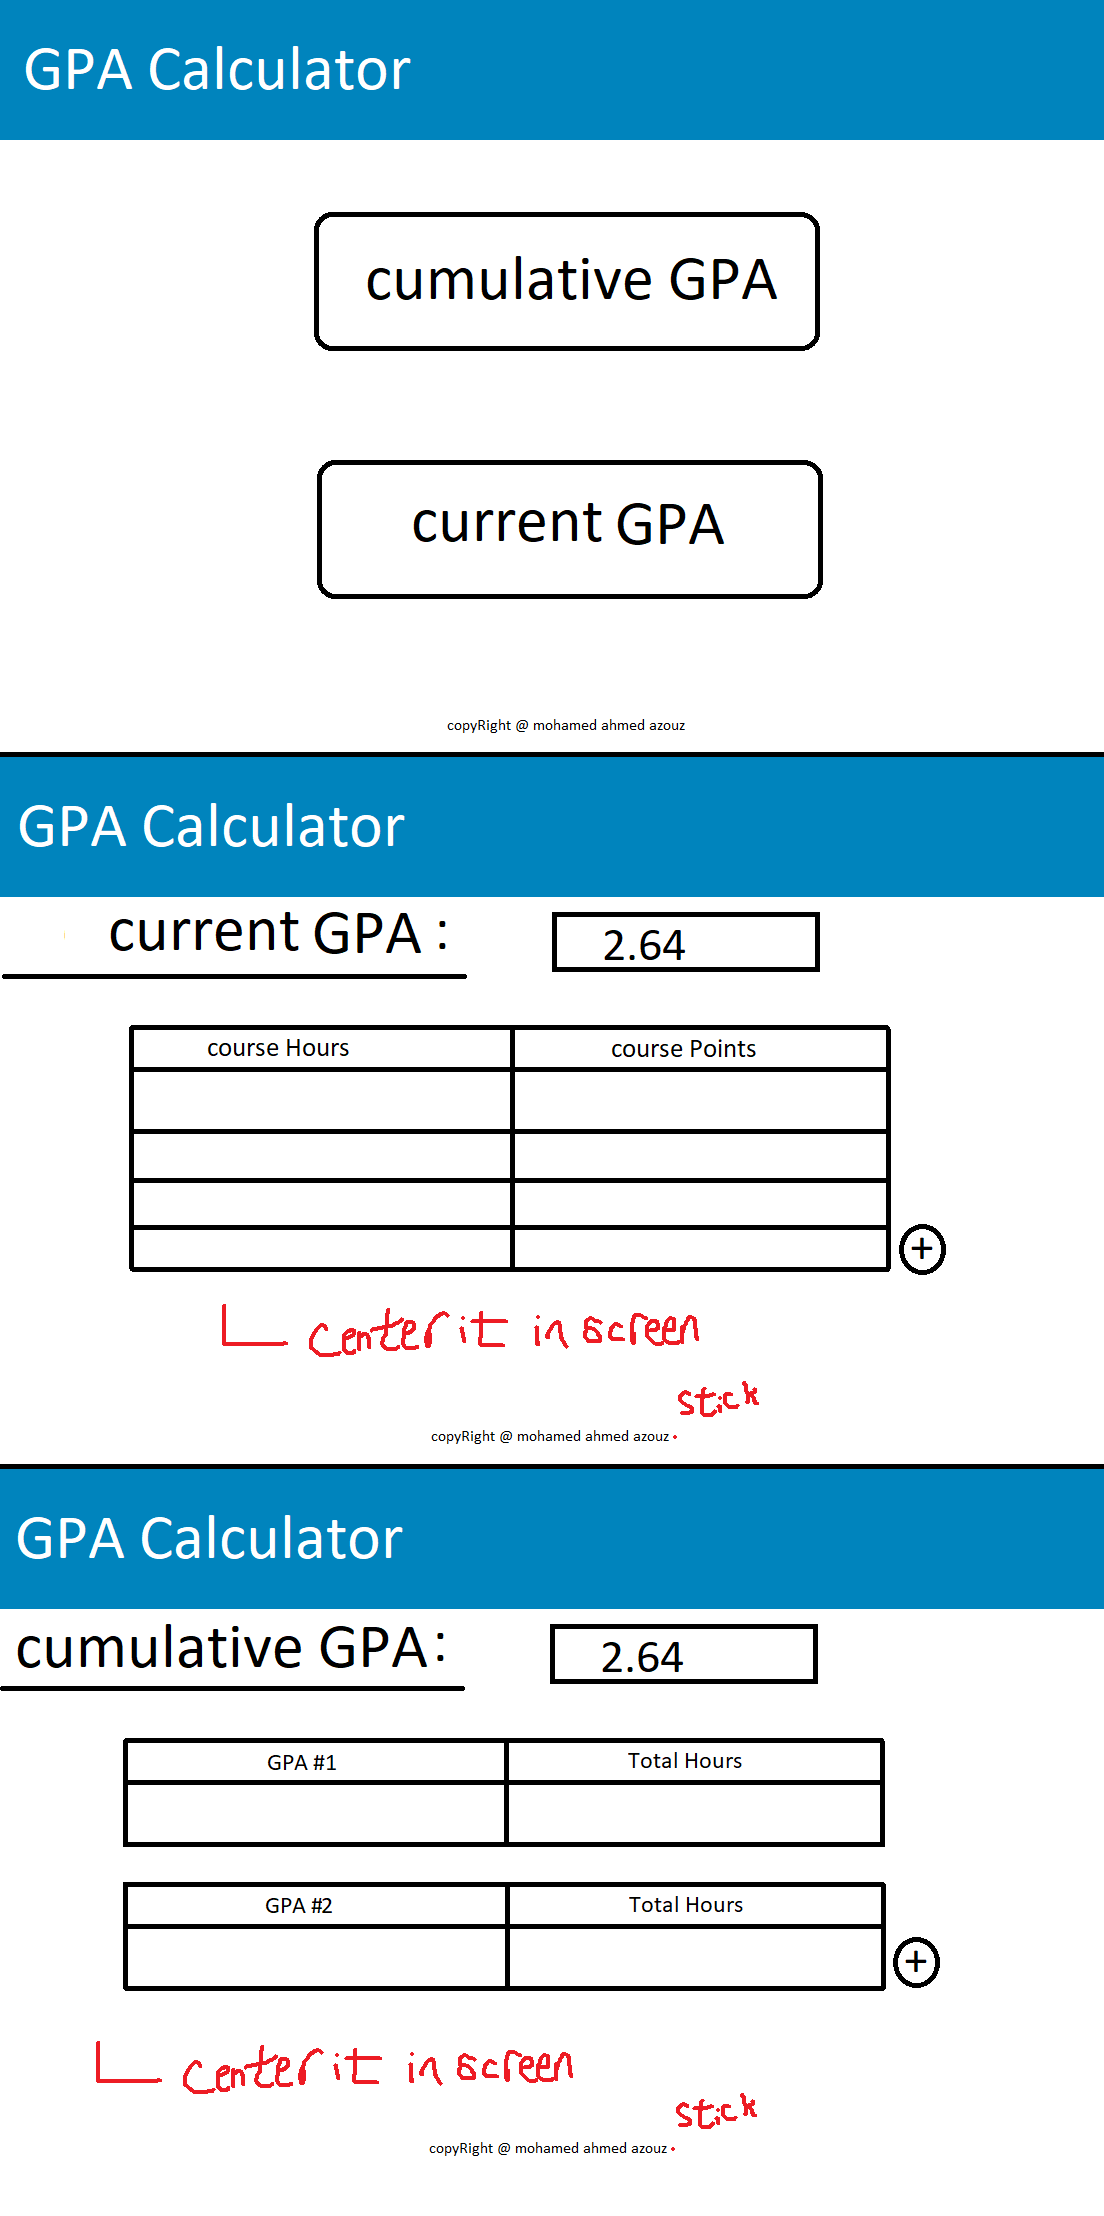 GPA Calculator
cumulative GPA
current GPA
copyRight @ mohamed ahmed azouz
GPA Calculator
current GPA : 2.64
course Hours course Points
+
center it in screen
stick
copyRight @ mohamed ahmed azouz
GPA Calculator
cumulative GPA: 2.64
GPA #1 Total Hours
GPA #2 Total Hours
+
center it in screen
stick
copyRight @ mohamed ahmed azouz